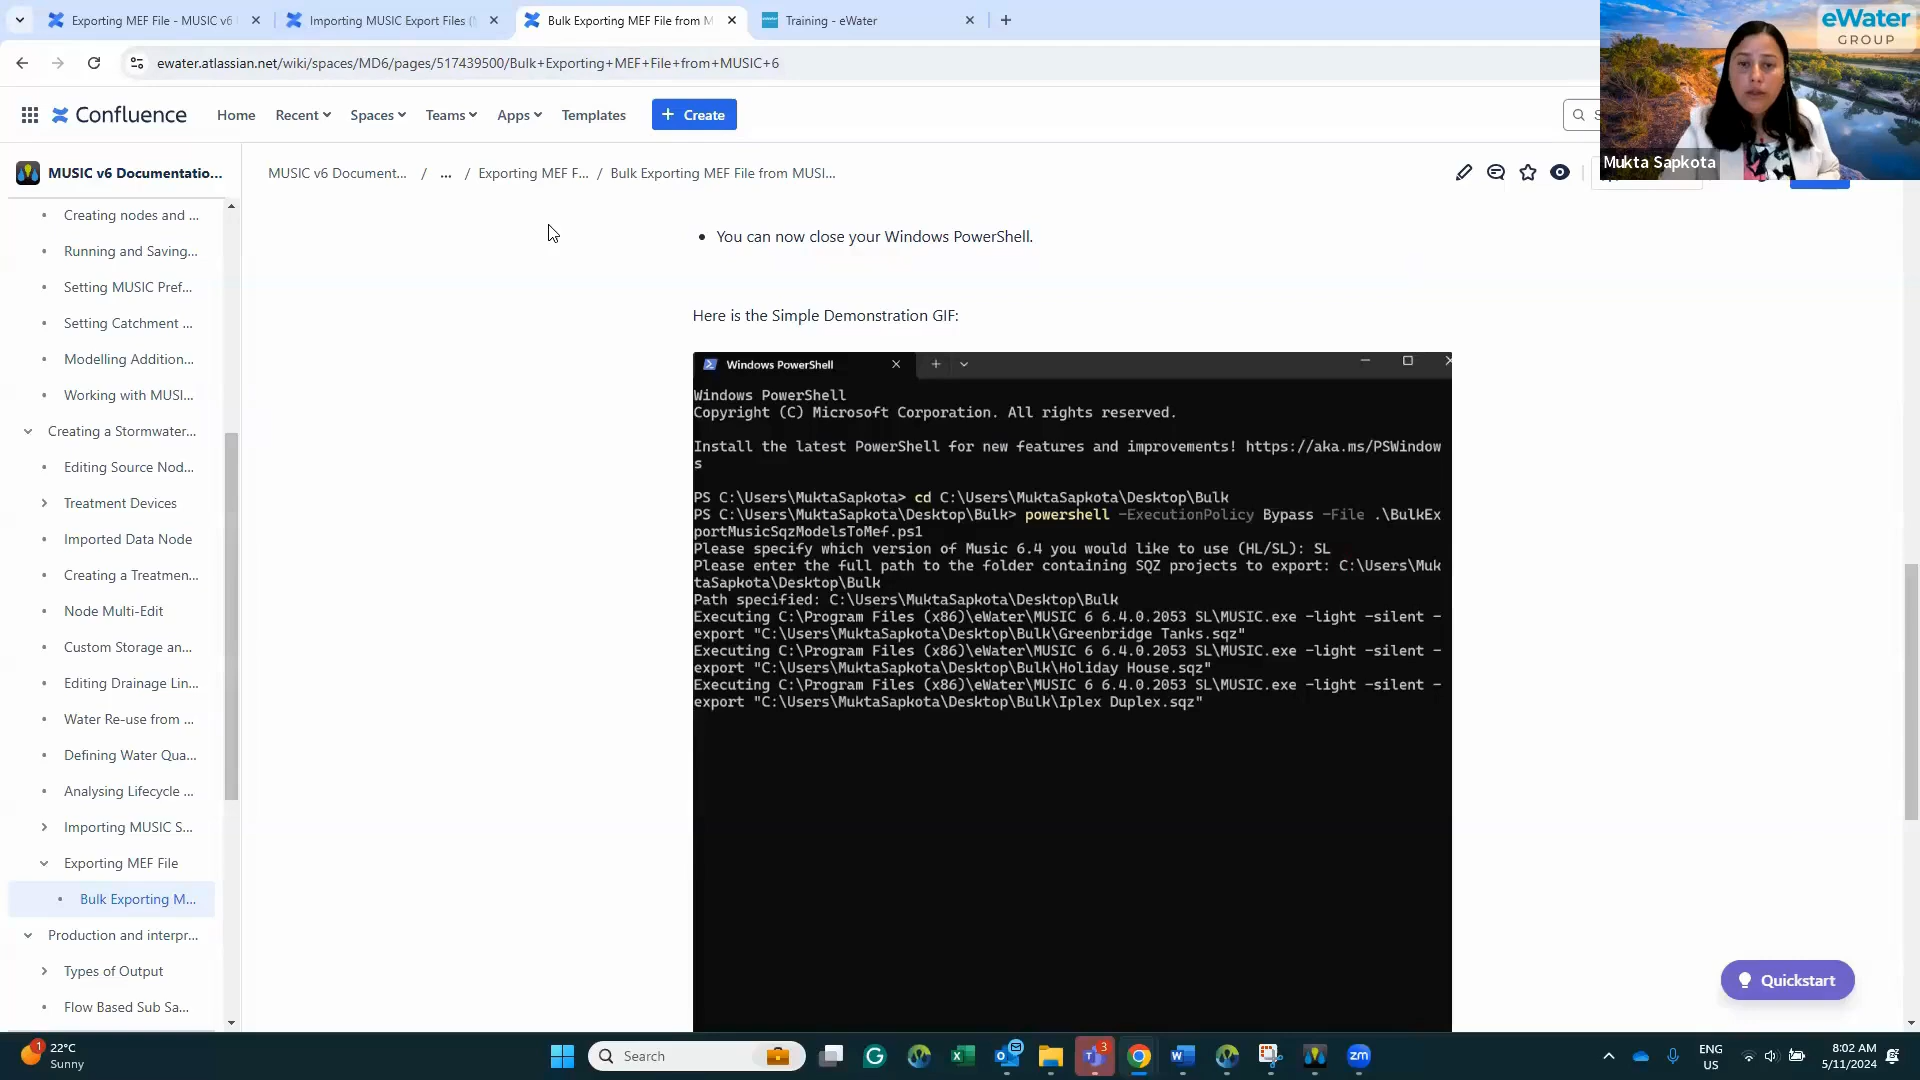 Exporting MEF File - MUSIC v6
Importing MUSIC Export Files (
Bulk Exporting MEF File from M
Training - eWater
eWater
GROUP
ewater.atlassian.net/wiki/spaces/MD6/pages/517439500/Bulk+Exporting+MEF+File+from+MUSIC+6
Confluence
Home
Recent
Spaces
Teams
Apps
Templates
+ Create
S
Mukta Sapkota
MUSIC v6 Documentatio...
MUSIC v6 Document... / ... / Exporting MEF F... / Bulk Exporting MEF File from MUSI...
Creating nodes and ...
Running and Saving...
Setting MUSIC Pref...
Setting Catchment ...
Modelling Addition...
Working with MUSI...
Creating a Stormwater...
Editing Source Nod...
Treatment Devices
Imported Data Node
Creating a Treatmen...
Node Multi-Edit
Custom Storage an...
Editing Drainage Lin...
Water Re-use from ...
Defining Water Qua...
Analysing Lifecycle ...
Importing MUSIC S...
Exporting MEF File
Bulk Exporting M...
Production and interpr...
Types of Output
Flow Based Sub Sa...
• You can now close your Windows PowerShell.
Here is the Simple Demonstration GIF:
Windows PowerShell
Windows PowerShell
Copyright (C) Microsoft Corporation. All rights reserved.
Install the latest PowerShell for new features and improvements! https://aka.ms/PSWindow
s
PS C:\Users\MuktaSapkota> cd C:\Users\MuktaSapkota\Desktop\Bulk
PS C:\Users\MuktaSapkota\Desktop\Bulk> powershell -ExecutionPolicy Bypass -File .\BulkEx
portMusicSqzModelsToMef.ps1
Please specify which version of Music 6.4 you would like to use (HL/SL): SL
Please enter the full path to the folder containing SQZ projects to export: C:\Users\Muk
taSapkota\Desktop\Bulk
Path specified: C:\Users\MuktaSapkota\Desktop\Bulk
Executing C:\Program Files (x86)\eWater\MUSIC 6 6.4.0.2053 SL\MUSIC.exe -light -silent -
export "C:\Users\MuktaSapkota\Desktop\Bulk\Greenbridge Tanks.sqz"
Executing C:\Program Files (x86)\eWater\MUSIC 6 6.4.0.2053 SL\MUSIC.exe -light -silent -
export "C:\Users\MuktaSapkota\Desktop\Bulk\Holiday House.sqz"
Executing C:\Program Files (x86)\eWater\MUSIC 6 6.4.0.2053 SL\MUSIC.exe -light -silent -
export "C:\Users\MuktaSapkota\Desktop\Bulk\Iplex Duplex.sqz"
Quickstart
1
22°C
Sunny
Search
3
zm
ENG
US
8:02 AM
5/11/2024